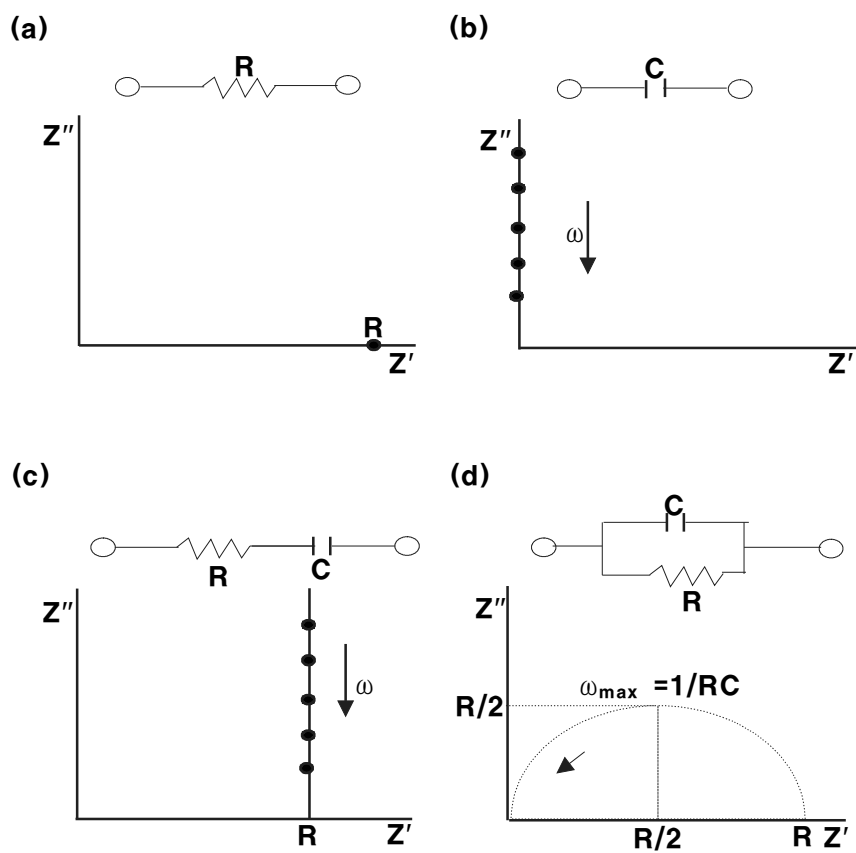 (a)
R
Z″
R
Z′
(b)
C
Z″
ω
Z′
(c)
R
C
Z″
ω
R
Z′
(d)
C
R
Z″
ωmax =1/RC
R/2
R/2
R
Z′